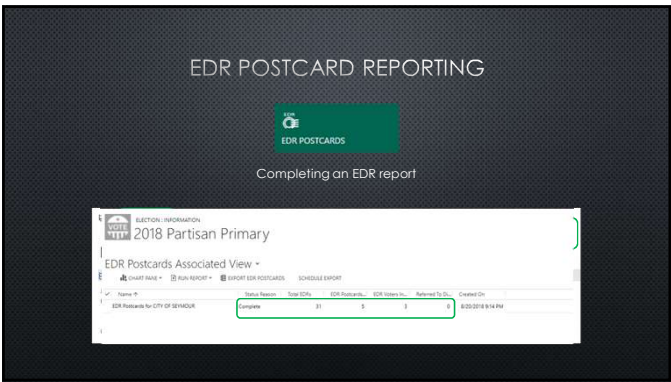 EDR POSTCARD REPORTING
EDR POSTCARDS
Completing an EDR report
ELECTION : INFORMATION
VOTE
2018 Partisan Primary
EDR Postcards Associated View
CHART PANE RUN REPORT EXPORT EDR POSTCARDS SCHEDULE EXPORT
Name Status Reason Total EDRs EDR Postcards... EDR Voters In... Referred To Di... Created On
EDR Postcards for CITY OF SEYMOUR Complete 31 5 3 0 8/20/2018 9:14 PM